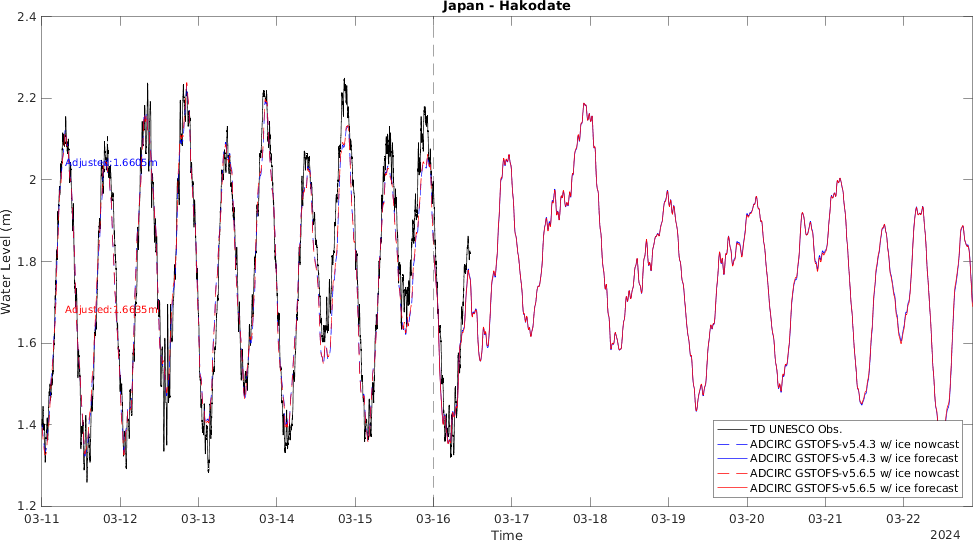 Japan - Hakodate
Water Level (m)
2.4
2.2
2
1.8
1.6
1.4
1.2
Adjusted:1.6605m
Adjusted:1.6635m
TD UNESCO Obs.
ADCIRC GSTOFS-v5.4.3 w/ ice nowcast
ADCIRC GSTOFS-v5.4.3 w/ ice forecast
ADCIRC GSTOFS-v5.6.5 w/ ice nowcast
ADCIRC GSTOFS-v5.6.5 w/ ice forecast
03-11 03-12 03-13 03-14 03-15 03-16 03-17 03-18 03-19 03-20 03-21 03-22
Time
2024